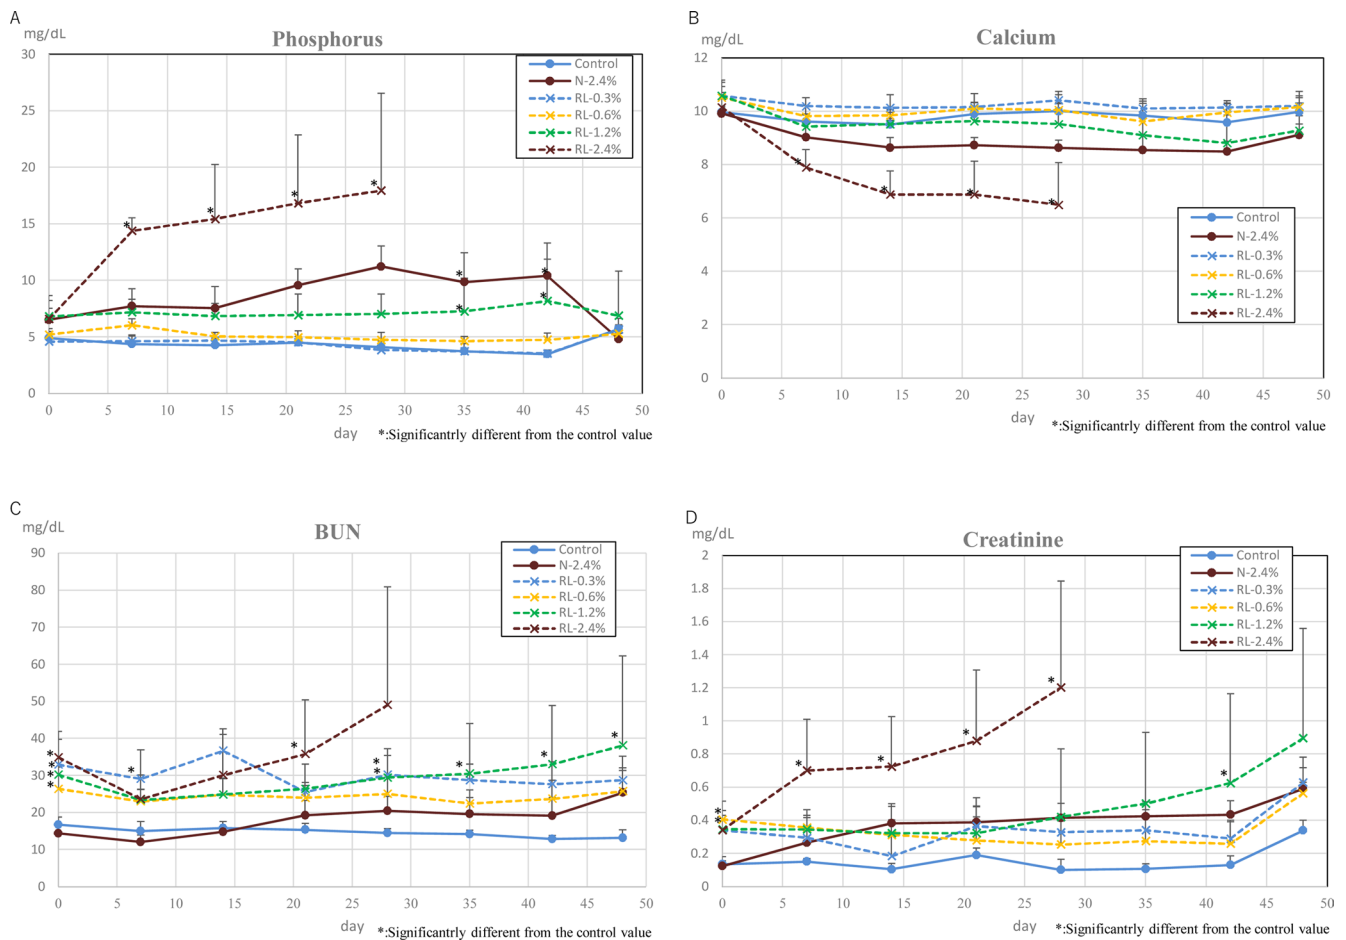 A
mg/dL
Phosphorus
30
25
20
15
10
5
0
0 5 10 15 20 25 30 35 40 45 50
day
Control
N-2.4%
RL-0.3%
RL-0.6%
RL-1.2%
RL-2.4%
*:Significantrly different from the control value
B
mg/dL
Calcium
12
10
8
6
4
2
0
0 5 10 15 20 25 30 35 40 45 50
day
Control
N-2.4%
RL-0.3%
RL-0.6%
RL-1.2%
RL-2.4%
*:Significantrly different from the control value
C
mg/dL
BUN
90
80
70
60
50
40
30
20
10
0
0 5 10 15 20 25 30 35 40 45 50
day
Control
N-2.4%
RL-0.3%
RL-0.6%
RL-1.2%
RL-2.4%
*:Significantrly different from the control value
D
mg/dL
Creatinine
2
1.8
1.6
1.4
1.2
1
0.8
0.6
0.4
0.2
0
0 5 10 15 20 25 30 35 40 45 50
day
Control
N-2.4%
RL-0.3%
RL-0.6%
RL-1.2%
RL-2.4%
*:Significantrly different from the control value